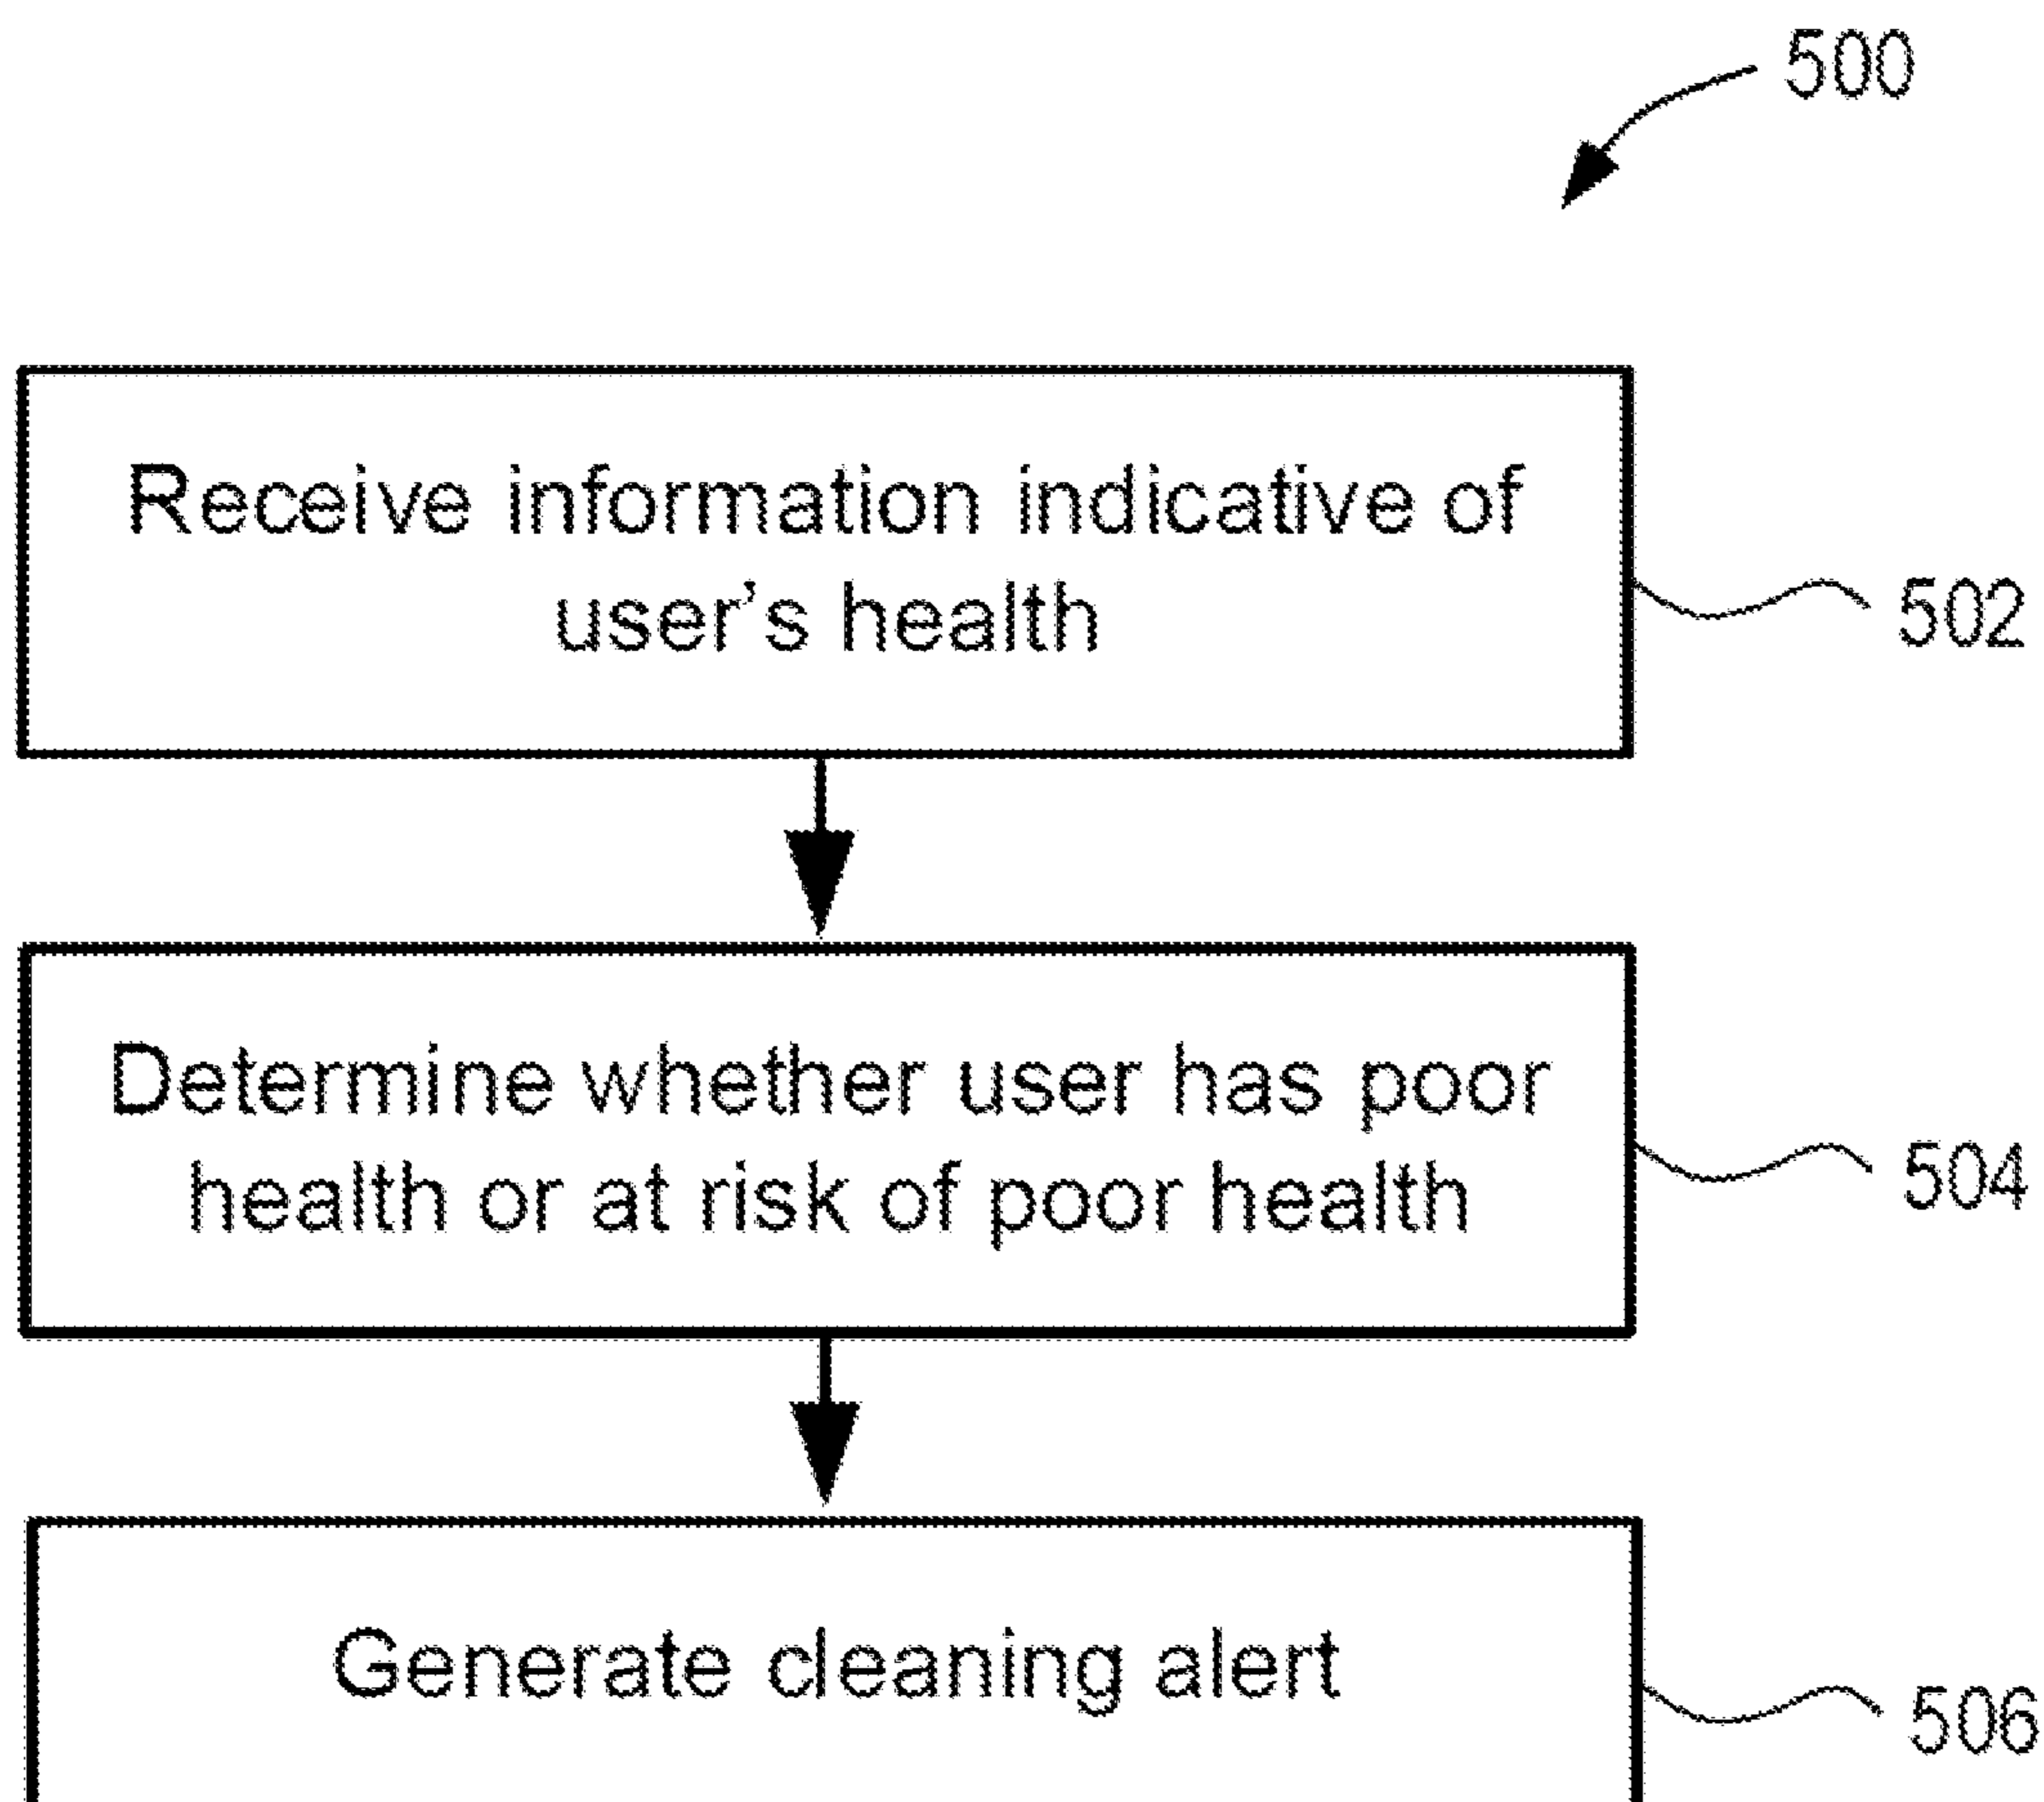 500
Receive information indicative of
user's health
502
Determine whether user has poor
health or at risk of poor health
504
Generate cleaning alert
506